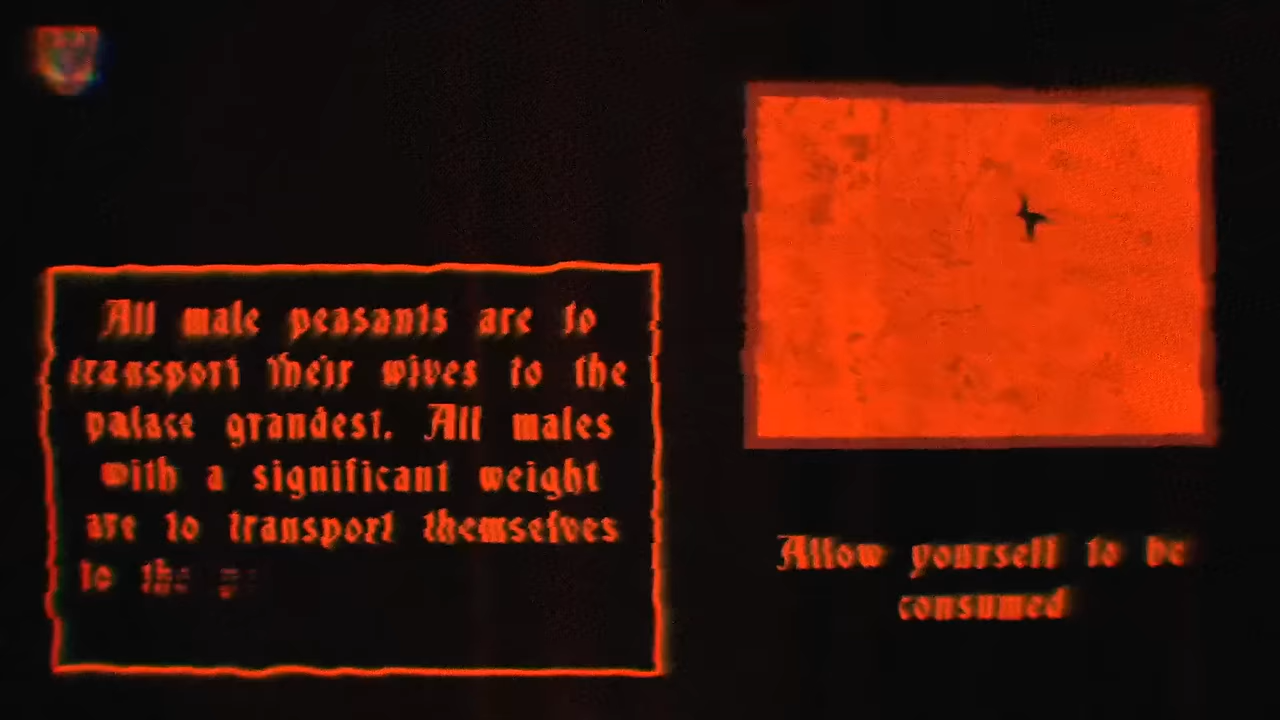 All male peasants are to
transport their wives to the
palace grandest. All males
with a significant weight
are to transport themselves
to the
Allow yourself to be
consumed